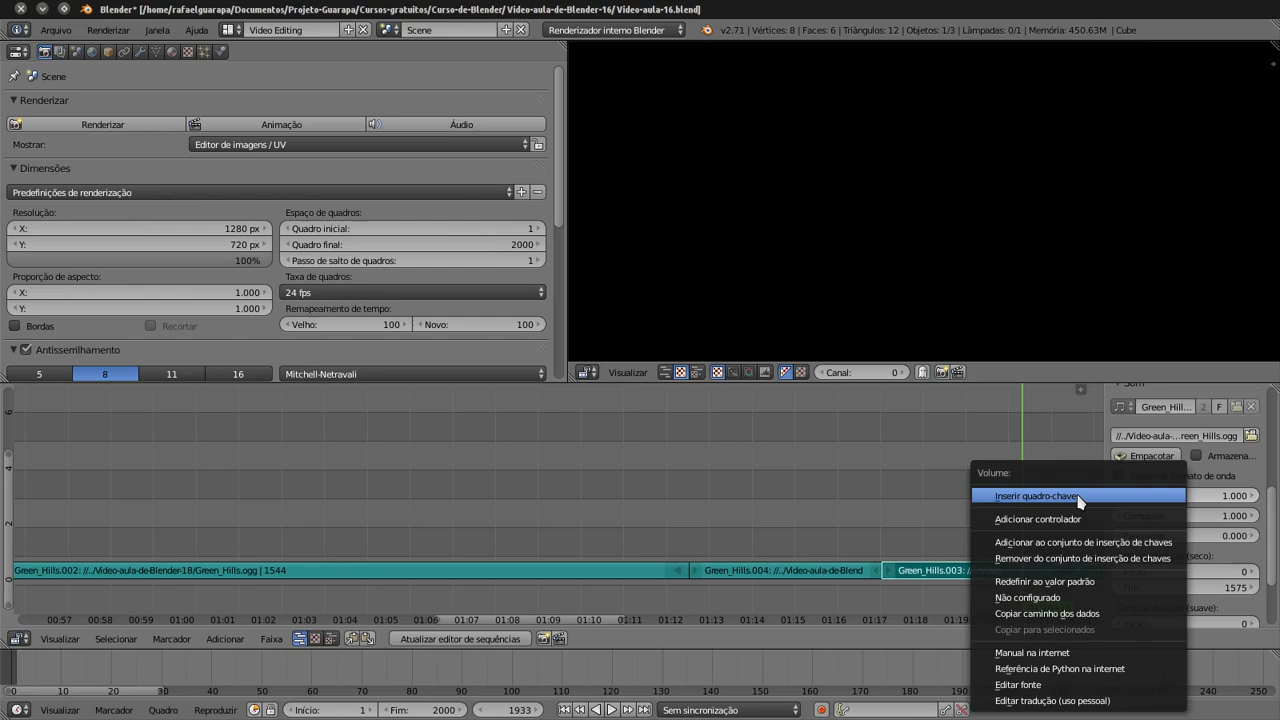 Blender* [/home/rafaelguarapa/Documentos/Projeto-Guarapa/Cursos-gratuitos/Curso-de-Blender/ Video-aula-de-Blender-16/ Video-aula-16.blend]
Arquivo Renderizar Janela Ajuda Video Editing Scene Renderizador interno Blender v2.71 | Vértices: 8 | Faces: 6 | Triângulos: 12 | Objetos: 1/3 | Lâmpadas: 0/1 | Memória: 450.63M | Cube
Scene
Renderizar
Renderizar Animação Áudio
Mostrar: Editor de imagens / UV
Dimensões
Predefinições de renderização
Resolução: Espaço de quadros:
X: 1280 px Quadro inicial: 1
Y: 720 px Quadro final: 2000
100% Passo de salto de quadros: 1
Proporção de aspecto: Taxa de quadros:
X: 1.000 24 fps
Y: 1.000 Remapeamento de tempo:
Bordas Recortar Velho: 100 Novo: 100
Antisserrilhamento
5 8 11 16 Mitchell-Netravali
Visualizar Canal: 0
Green_Hill... 2 F
//../Video-aula-...reen_Hills.ogg
Empacotar Armazena...
Volume:
Inserir quadro-chave 1.000
Adicionar controlador 1.000
0.000
Adicionar ao conjunto de inserção de chaves
Remover do conjunto de inserção de chaves
Redefinir ao valor padrão
Não configurado
Copiar caminho dos dados
Copiar para selecionados
Manual na internet
Referência de Python na internet
Editar fonte
Editar tradução (uso pessoal)
0
Fim: 1575
0
6
4
2
0
Green_Hills.002: //../Video-aula-de-Blender-18/Green_Hills.ogg | 1544 Green_Hills.004: //../Video-aula-de-Blend Green_Hills.003: /
00:57 00:58 00:59 01:00 01:01 01:02 01:03 01:04 01:05 01:06 01:07 01:08 01:09 01:10 01:11 01:12 01:13 01:14 01:15 01:16 01:17 01:18 01:19
Visualizar Selecionar Marcador Adicionar Faixa Atualizar editor de sequências
0 10 20 30 40 50 60 70 80 90 100 110 120 130 140 150 160 170 180 190 250
Visualizar Marcador Quadro Reproduzir Início: 1 Fim: 2000 1933 Sem sincronização